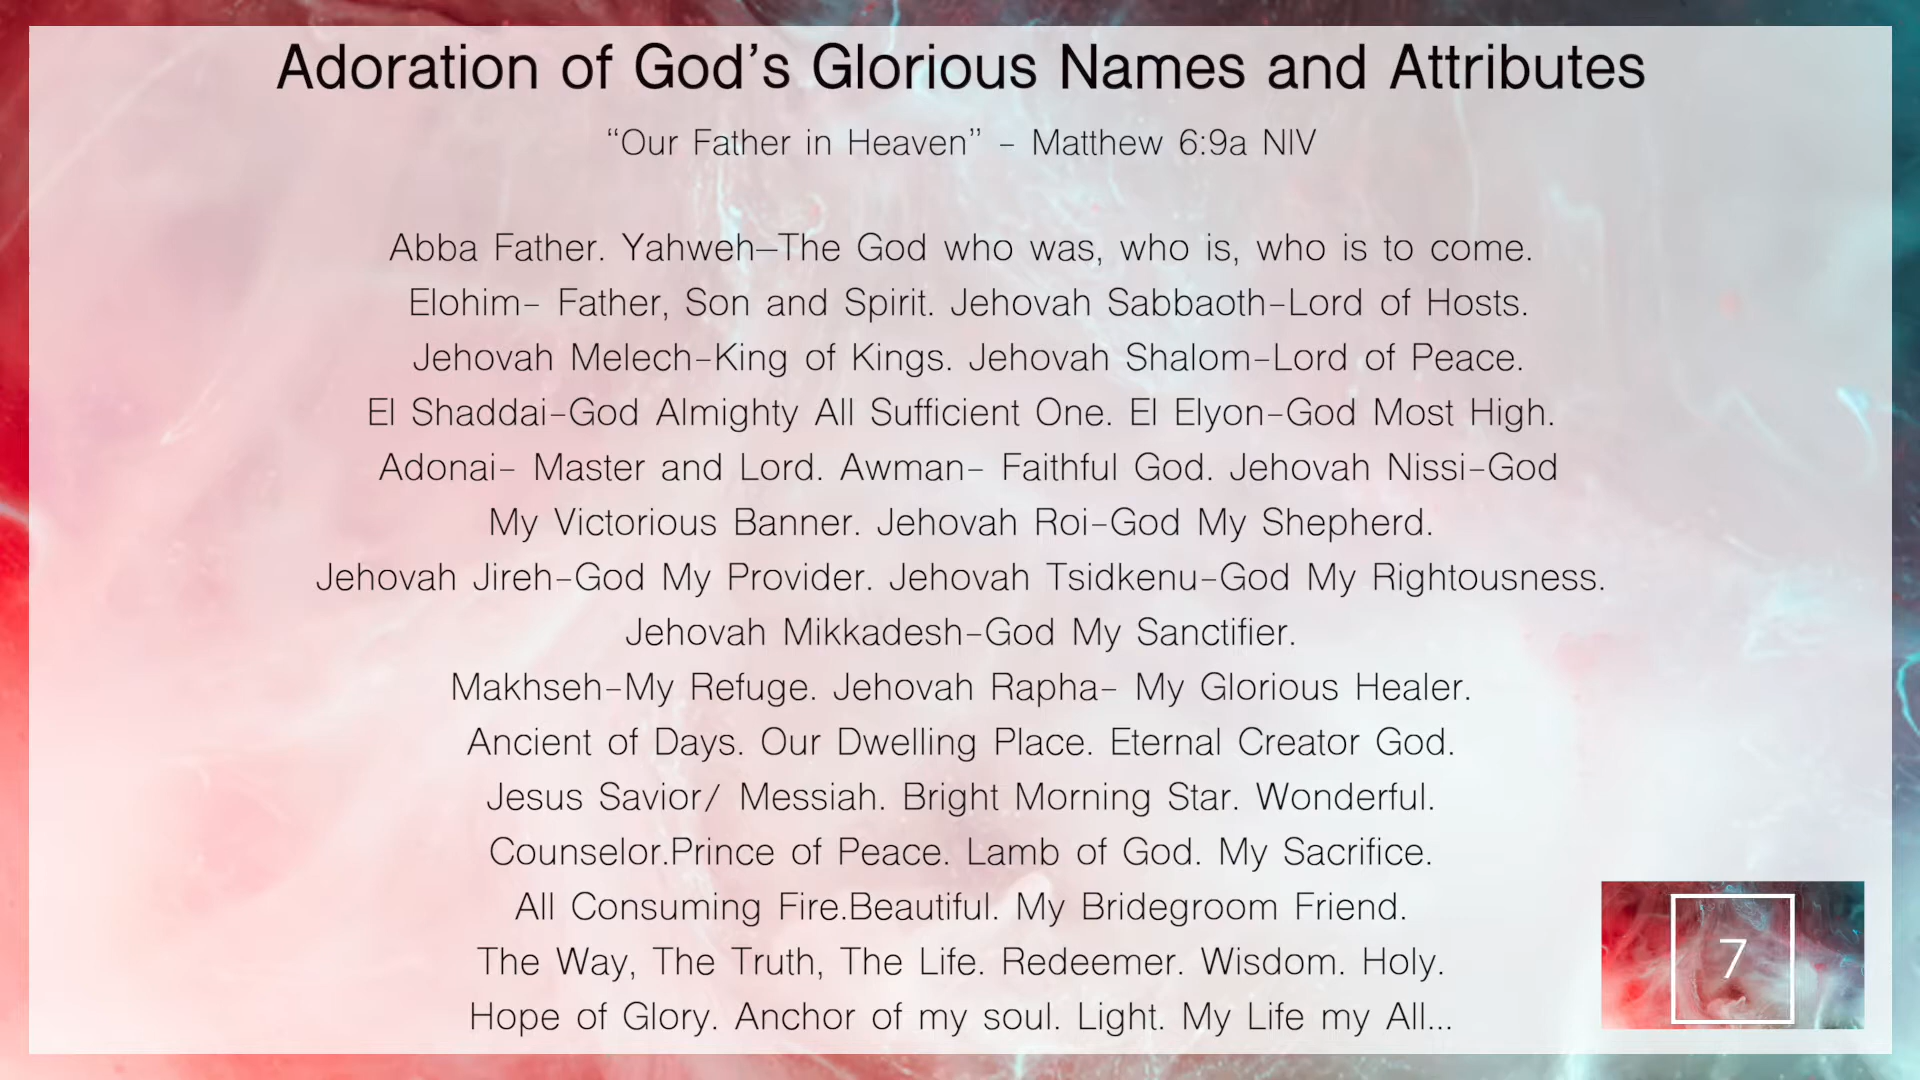 Adoration of God’s Glorious Names and Attributes
“Our Father in Heaven” - Matthew 6:9a NIV
Abba Father. Yahweh—The God who was, who is, who is to come.
Elohim- Father, Son and Spirit. Jehovah Sabbaoth-Lord of Hosts.
Jehovah Melech-King of Kings. Jehovah Shalom-Lord of Peace.
El Shaddai-God Almighty All Sufficient One. El Elyon-God Most High.
Adonai- Master and Lord. Awman- Faithful God. Jehovah Nissi-God
My Victorious Banner. Jehovah Roi-God My Shepherd.
Jehovah Jireh-God My Provider. Jehovah Tsidkenu-God My Rightousness.
Jehovah Mikkadesh-God My Sanctifier.
Makhseh-My Refuge. Jehovah Rapha- My Glorious Healer.
Ancient of Days. Our Dwelling Place. Eternal Creator God.
Jesus Savior/ Messiah. Bright Morning Star. Wonderful.
Counselor.Prince of Peace. Lamb of God. My Sacrifice.
All Consuming Fire.Beautiful. My Bridegroom Friend.
The Way, The Truth, The Life. Redeemer. Wisdom. Holy.
Hope of Glory. Anchor of my soul. Light. My Life my All...
7